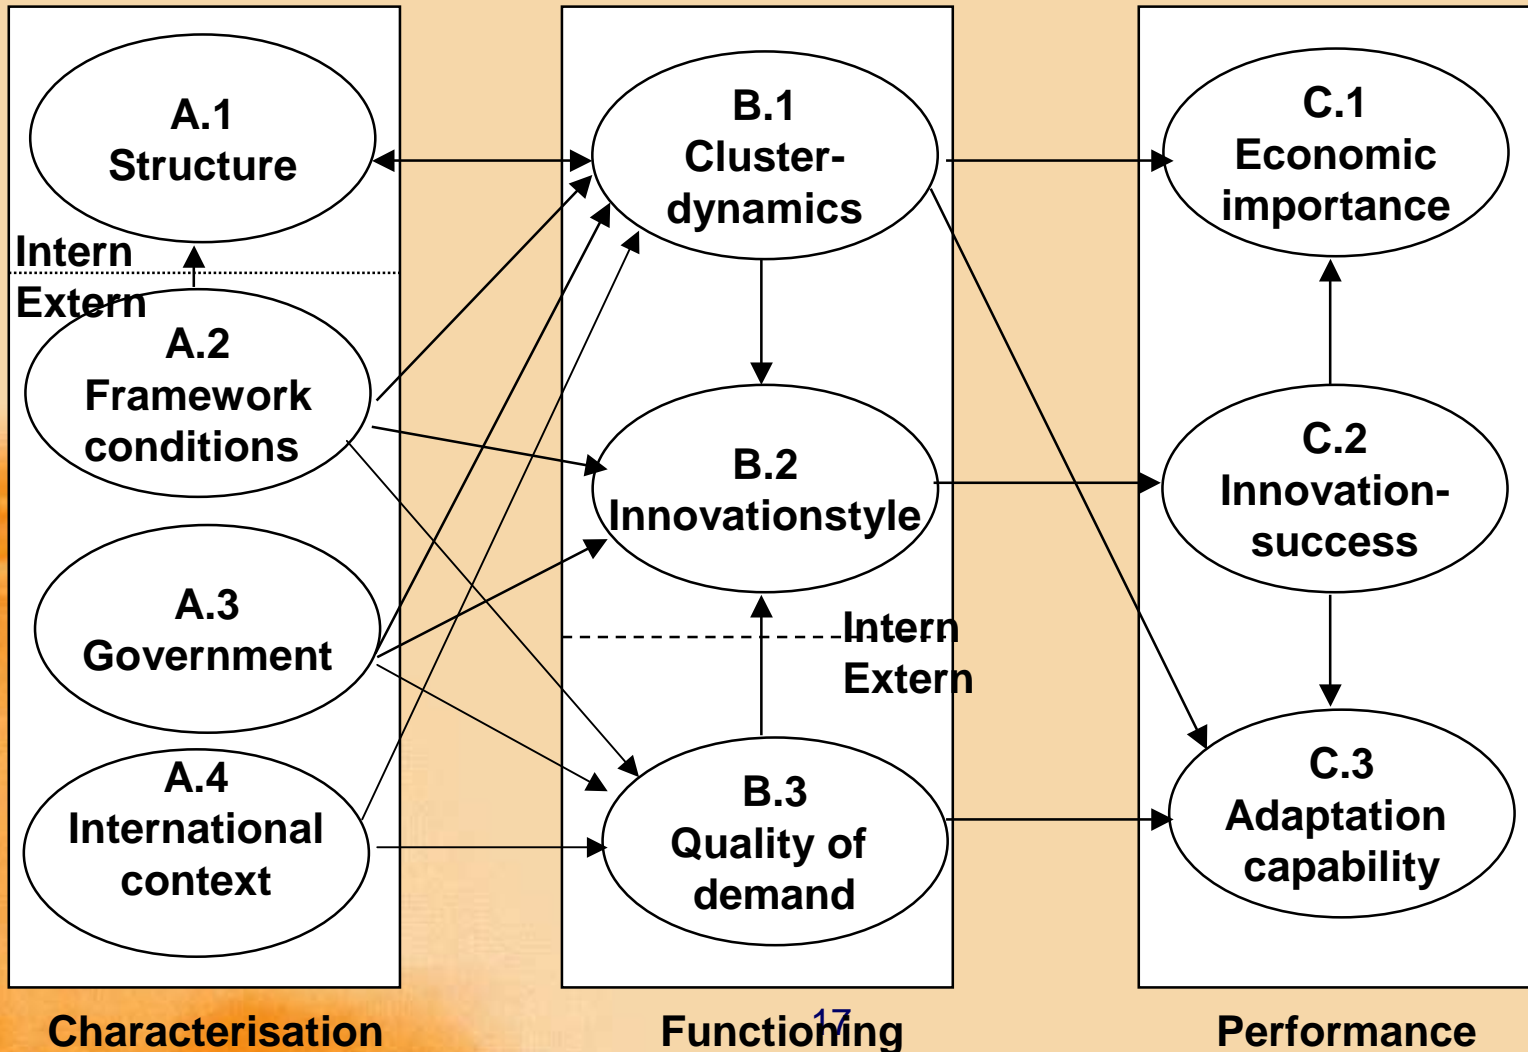 A.1
Structure
Intern
Extern
A.2
Framework
conditions
A.3
Government
A.4
International
context
Characterisation
B.1
Cluster-
dynamics
B.2
Innovationstyle
Intern
Extern
B.3
Quality of
demand
Functioning
17
C.1
Economic
importance
C.2
Innovation-
success
C.3
Adaptation
capability
Performance